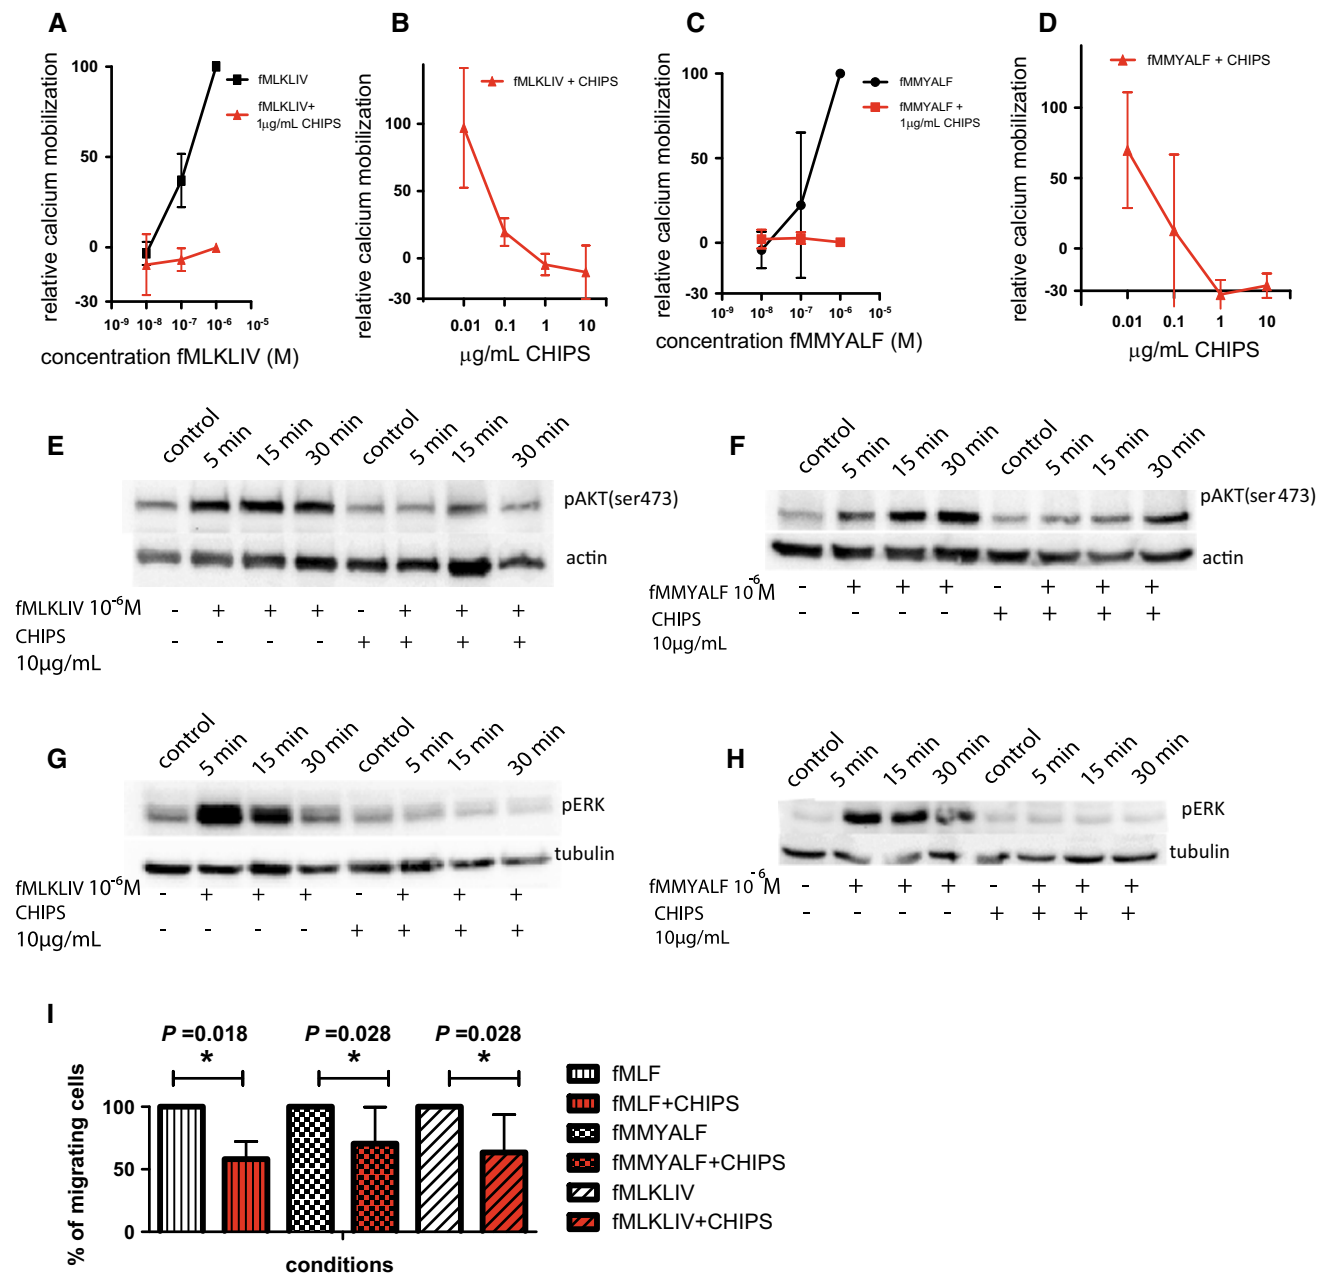 A
relative calcium mobilization
100
50
0
-30
10-9
10-8
10-7
10-6
10-5
concentration fMLKLIV (M)
fMLKLIV
fMLKLIV+
1µg/mL CHIPS
B
relative calcium mobilization
100
50
0
-30
0.01
0.1
1
10
µg/mL CHIPS
fMLKLIV + CHIPS
C
relative calcium mobilization
100
50
0
-30
10-9
10-8
10-7
10-6
10-5
concentration fMMYALF (M)
fMMYALF
fMMYALF +
1µg/mL CHIPS
D
relative calcium mobilization
100
50
0
-30
0.01
0.1
1
10
µg/mL CHIPS
fMMYALF + CHIPS
E
control 5 min 15 min 30 min control 5 min 15 min 30 min
pAKT(ser473)
actin
fMLKLIV 10-6M - + + + - + + +
CHIPS - - - - + + + +
10µg/mL
F
control 5 min 15 min 30 min control 5 min 15 min 30 min
pAKT(ser473)
actin
fMMYALF 10-6M - + + + - + + +
CHIPS - - - - + + + +
10µg/mL
G
control 5 min 15 min 30 min control 5 min 15 min 30 min
pERK
tubulin
fMLKLIV 10-6M - + + + - + + +
CHIPS
10µg/mL - - - - + + + +
H
control 5 min 15 min 30 min control 5 min 15 min 30 min
pERK
tubulin
fMMYALF 10-6M - + + + - + + +
CHIPS - - - - + + + +
10µg/mL
I
P =0.018
*
P =0.028
*
P =0.028
*
% of migrating cells
100
50
0
conditions
fMLF
fMLF+CHIPS
fMMYALF
fMMYALF+CHIPS
fMLKLIV
fMLKLIV+CHIPS